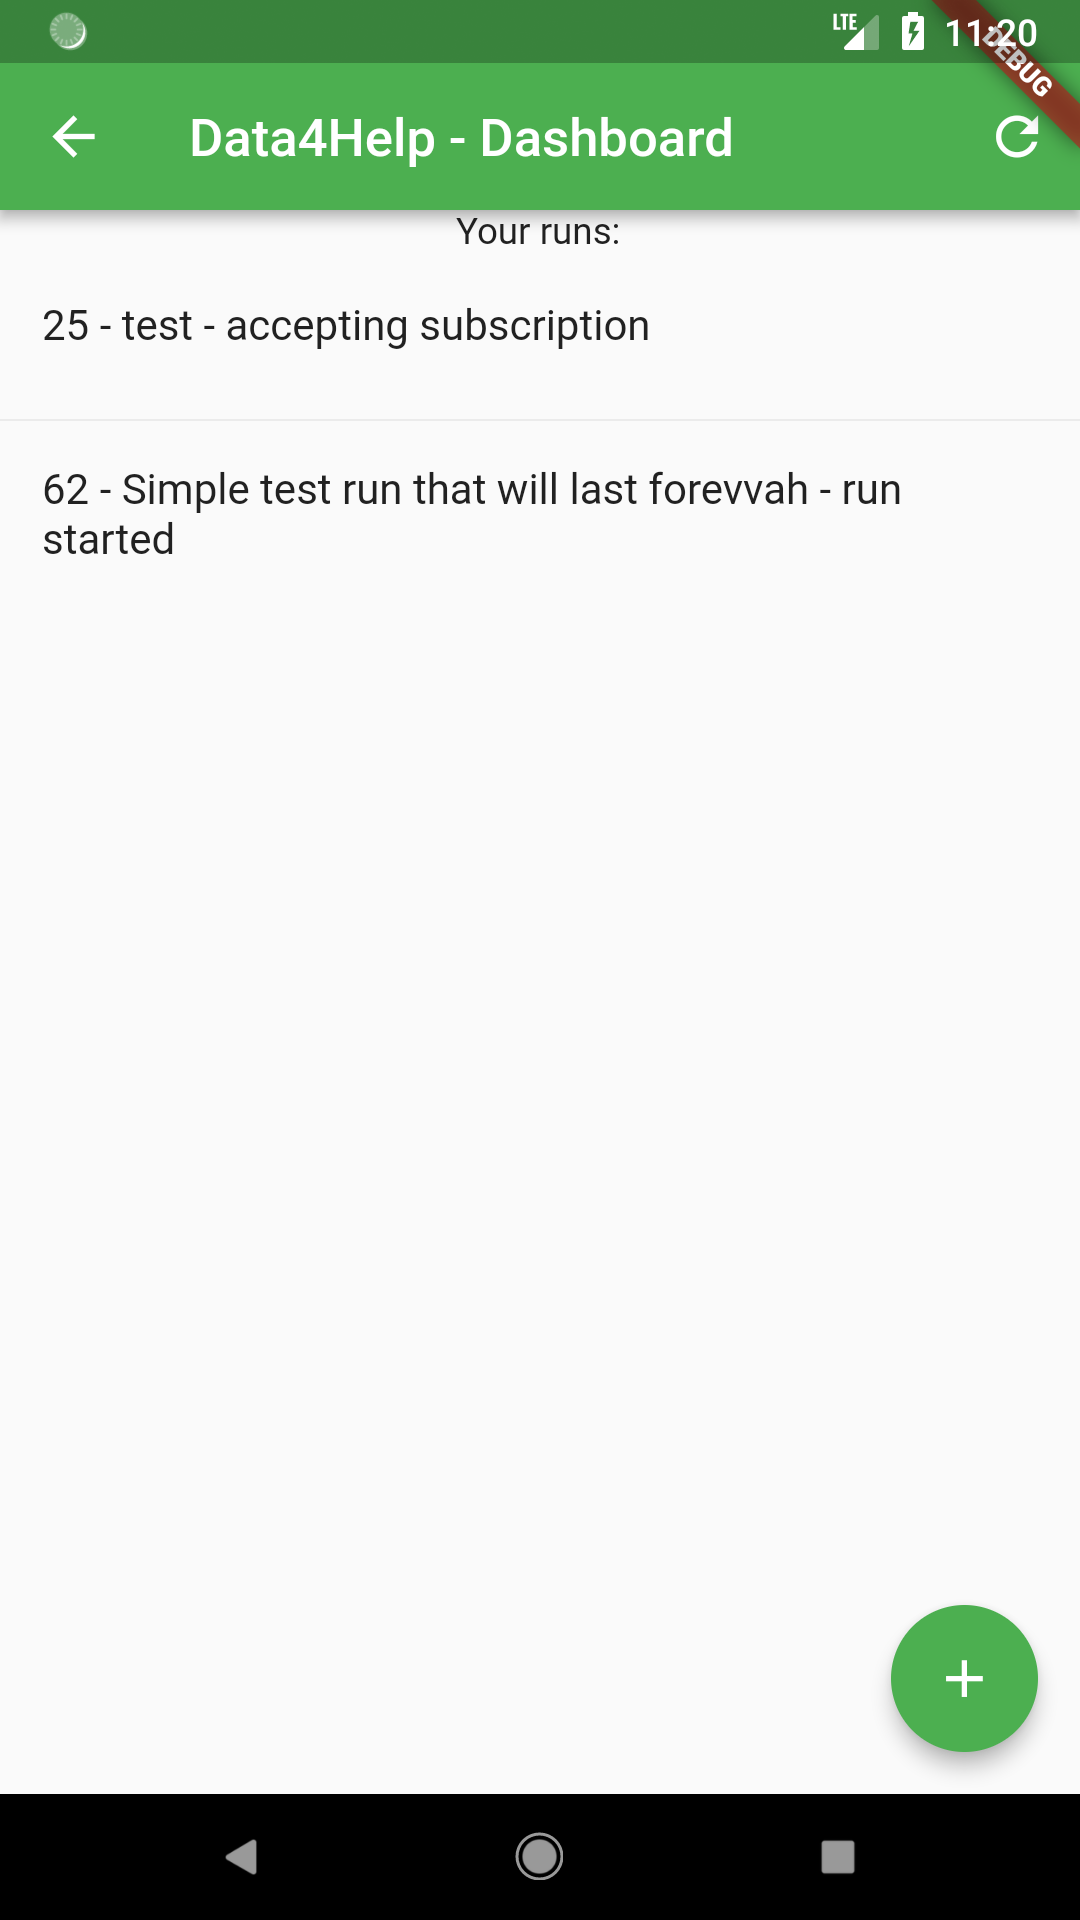 LTE 11:20
DEBUG
Data4Help - Dashboard
Your runs:
25 - test - accepting subscription
62 - Simple test run that will last forevvah - run
started